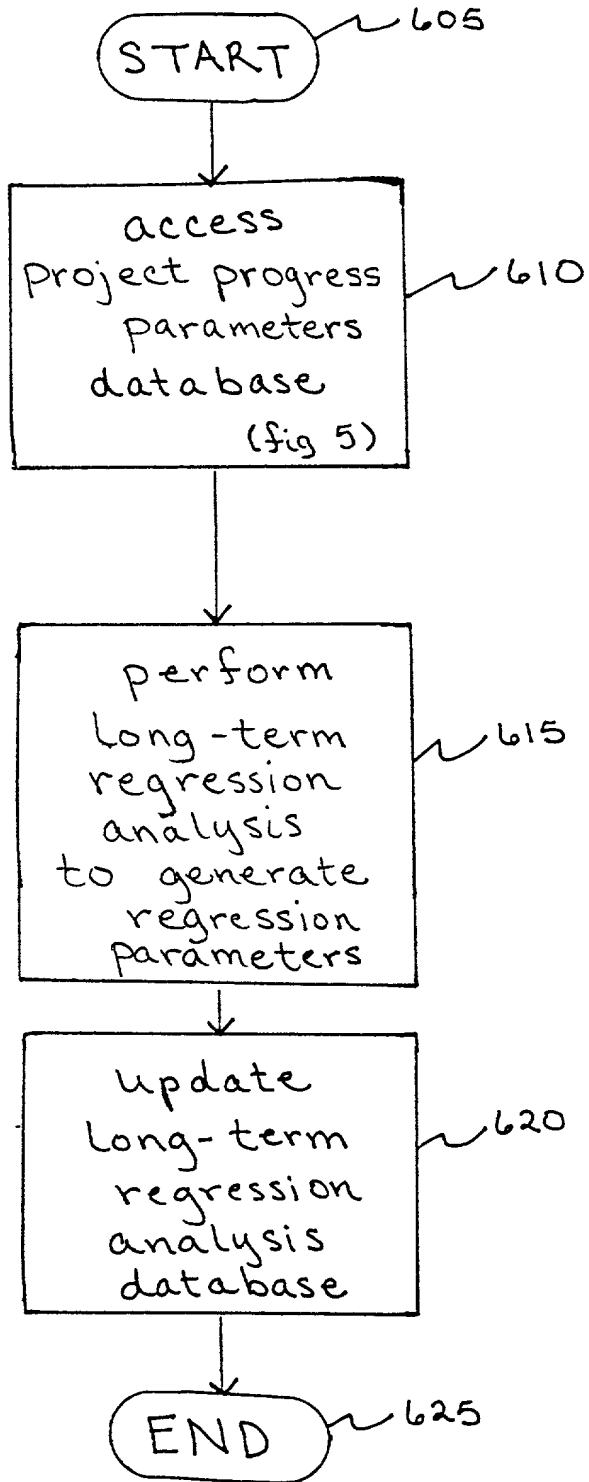 START
605
access
project progress
parameters
database
(fig 5)
610
perform
long-term
regression
analysis
to generate
regression
parameters
615
update
long-term
regression
analysis
database
620
END
625